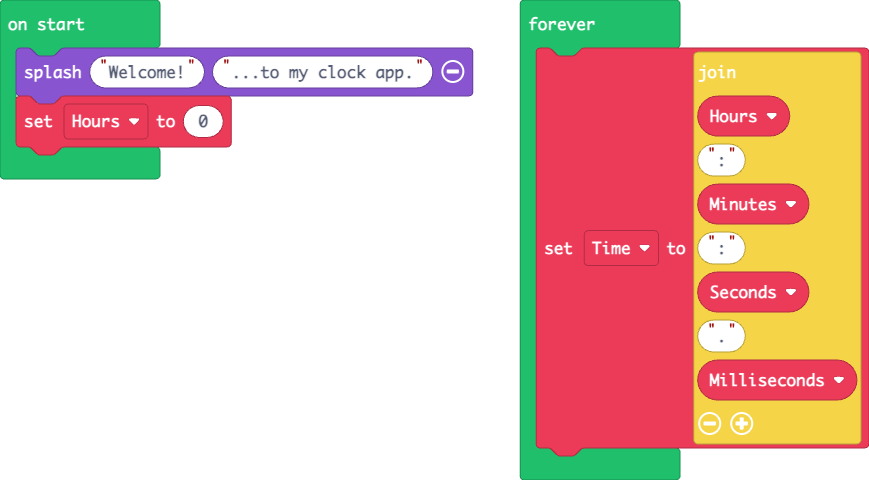 on start
splash "Welcome!" "...to my clock app."
set Hours to 0
forever
set Time to
join
Hours
":"
Minutes
":"
Seconds
"."
Milliseconds